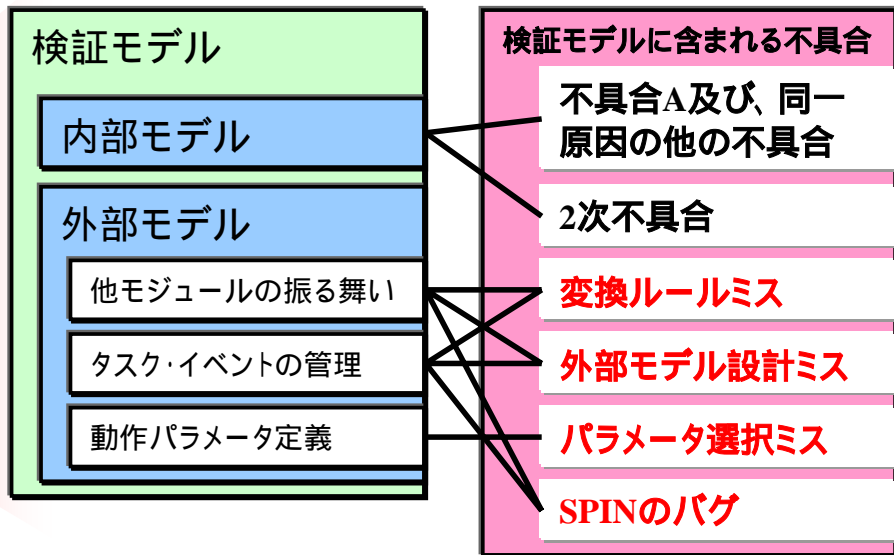 検証モデル
内部モデル
外部モデル
他モジュールの振る舞い
タスク・イベントの管理
動作パラメータ定義
検証モデルに含まれる不具合
不具合A及び、同一
原因の他の不具合
2次不具合
変換ルールミス
外部モデル設計ミス
パラメータ選択ミス
SPINのバグ